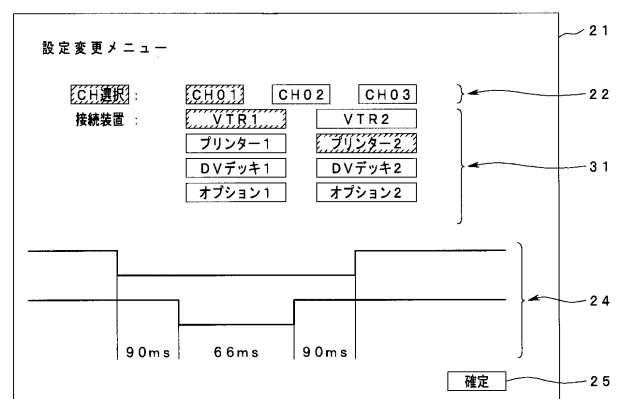 設定変更メニュー 21
CH選択 : CH01 CH02 CH03 22
接続装置 : VTR1 VTR2
プリンター1 プリンター2 31
DVデッキ1 DVデッキ2
オプション1 オプション2
24
90ms 66ms 90ms
確定 25